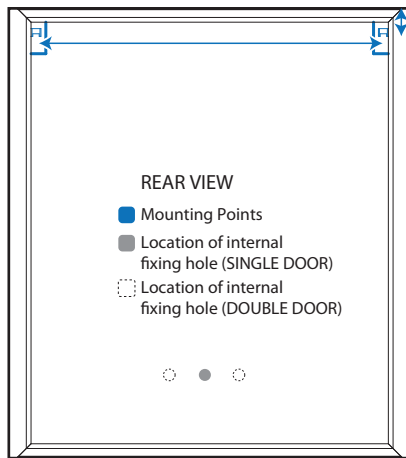 REAR VIEW
Mounting Points
Location of internal
fixing hole (SINGLE DOOR)
Location of internal
fixing hole (DOUBLE DOOR)